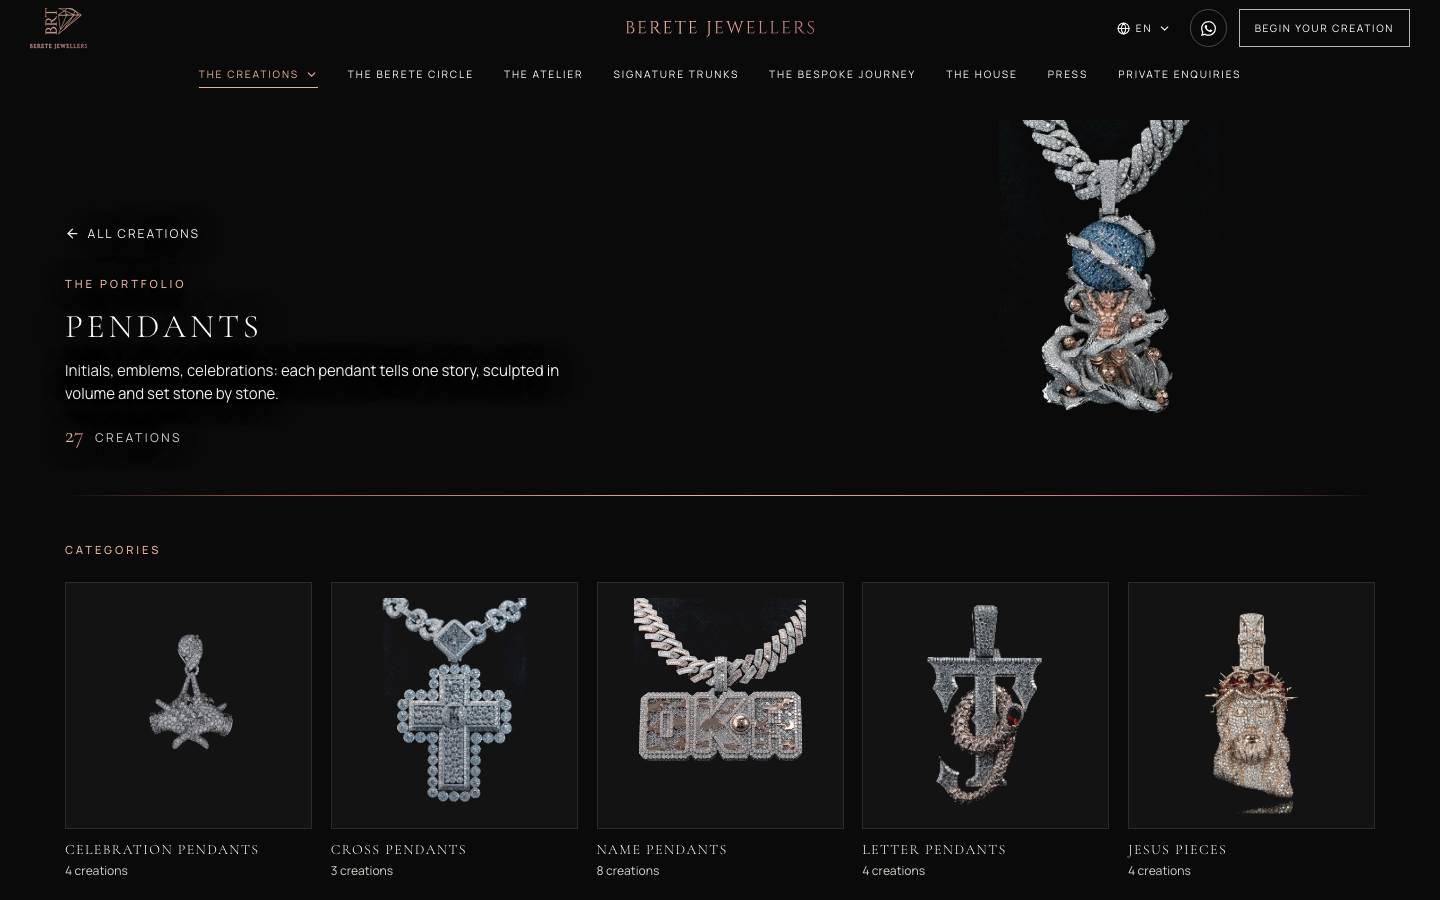 BRT
BERETE JEWELLERS
BERETE JEWELLERS
EN
BEGIN YOUR CREATION
THE CREATIONS
THE BERETE CIRCLE
THE ATELIER
SIGNATURE TRUNKS
THE BESPOKE JOURNEY
THE HOUSE
PRESS
PRIVATE ENQUIRIES
ALL CREATIONS
THE PORTFOLIO
PENDANTS
Initials, emblems, celebrations: each pendant tells one story, sculpted in
volume and set stone by stone.
27 CREATIONS
CATEGORIES
CELEBRATION PENDANTS
4 creations
CROSS PENDANTS
3 creations
NAME PENDANTS
8 creations
LETTER PENDANTS
4 creations
JESUS PIECES
4 creations